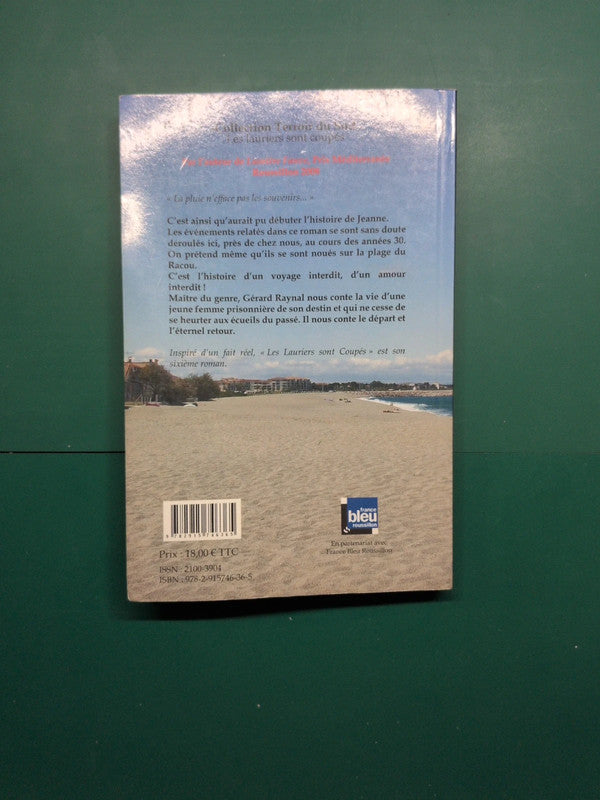 Collection Terroir du Sud
« Les lauriers sont coupés »
« La pluie n'efface pas les souvenirs... »
C'est ainsi qu'aurait pu débuter l'histoire de Jeanne.
Les événements relatés dans ce roman se sont sans doute
déroulés ici, près de chez nous, au cours des années 30.
On prétend même qu'ils se sont noués sur la plage du
Racou.
C'est l'histoire d'un voyage interdit, d'un amour
interdit !
Maître du genre, Gérard Raynal nous conte la vie d'une
jeune femme prisonnière de son destin et qui ne cesse de
se heurter aux écueils du passé. Il nous conte le départ et
l'éternel retour.
Inspiré d'un fait réel, « Les Lauriers sont Coupés » est son
sixième roman.
9 782915 746365
Prix : 18,00 € TTC
ISSN : 2100-3904
ISBN : 978-2-915746-36-5
france
bleu
roussillon
En partenariat avec
France Bleu Roussillon